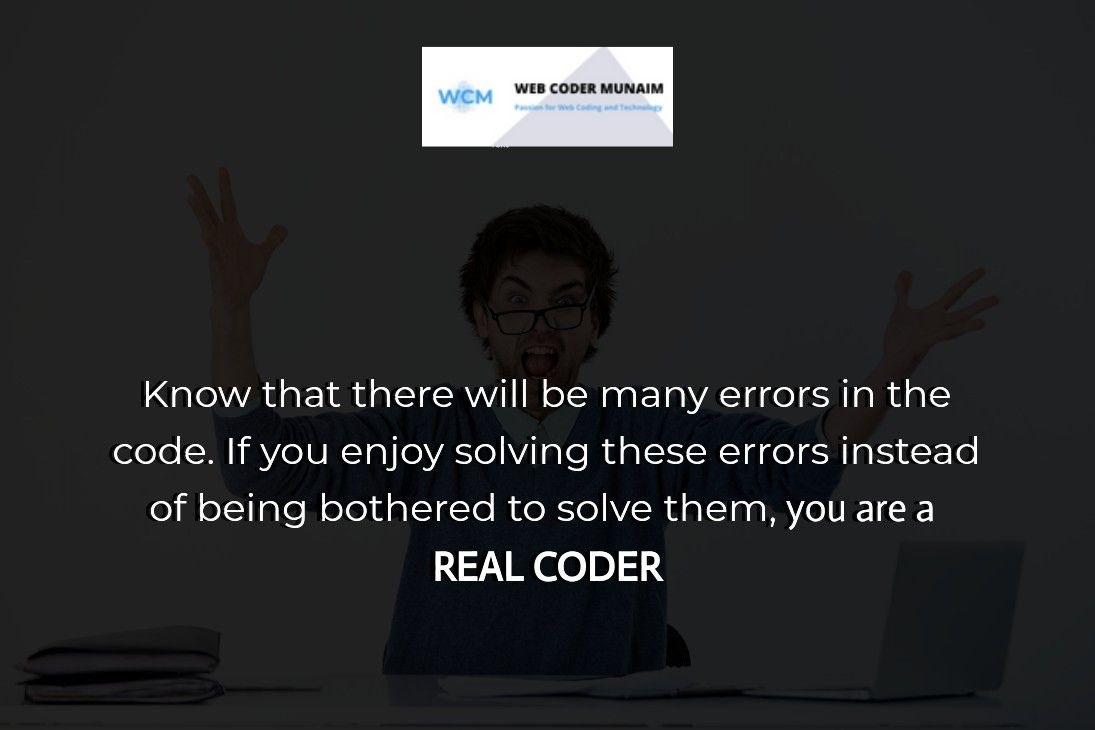 WCM
WEB CODER MUNAIM
Passion for Web Coding and Technology
Know that there will be many errors in the
code. If you enjoy solving these errors instead
of being bothered to solve them, you are a
REAL CODER